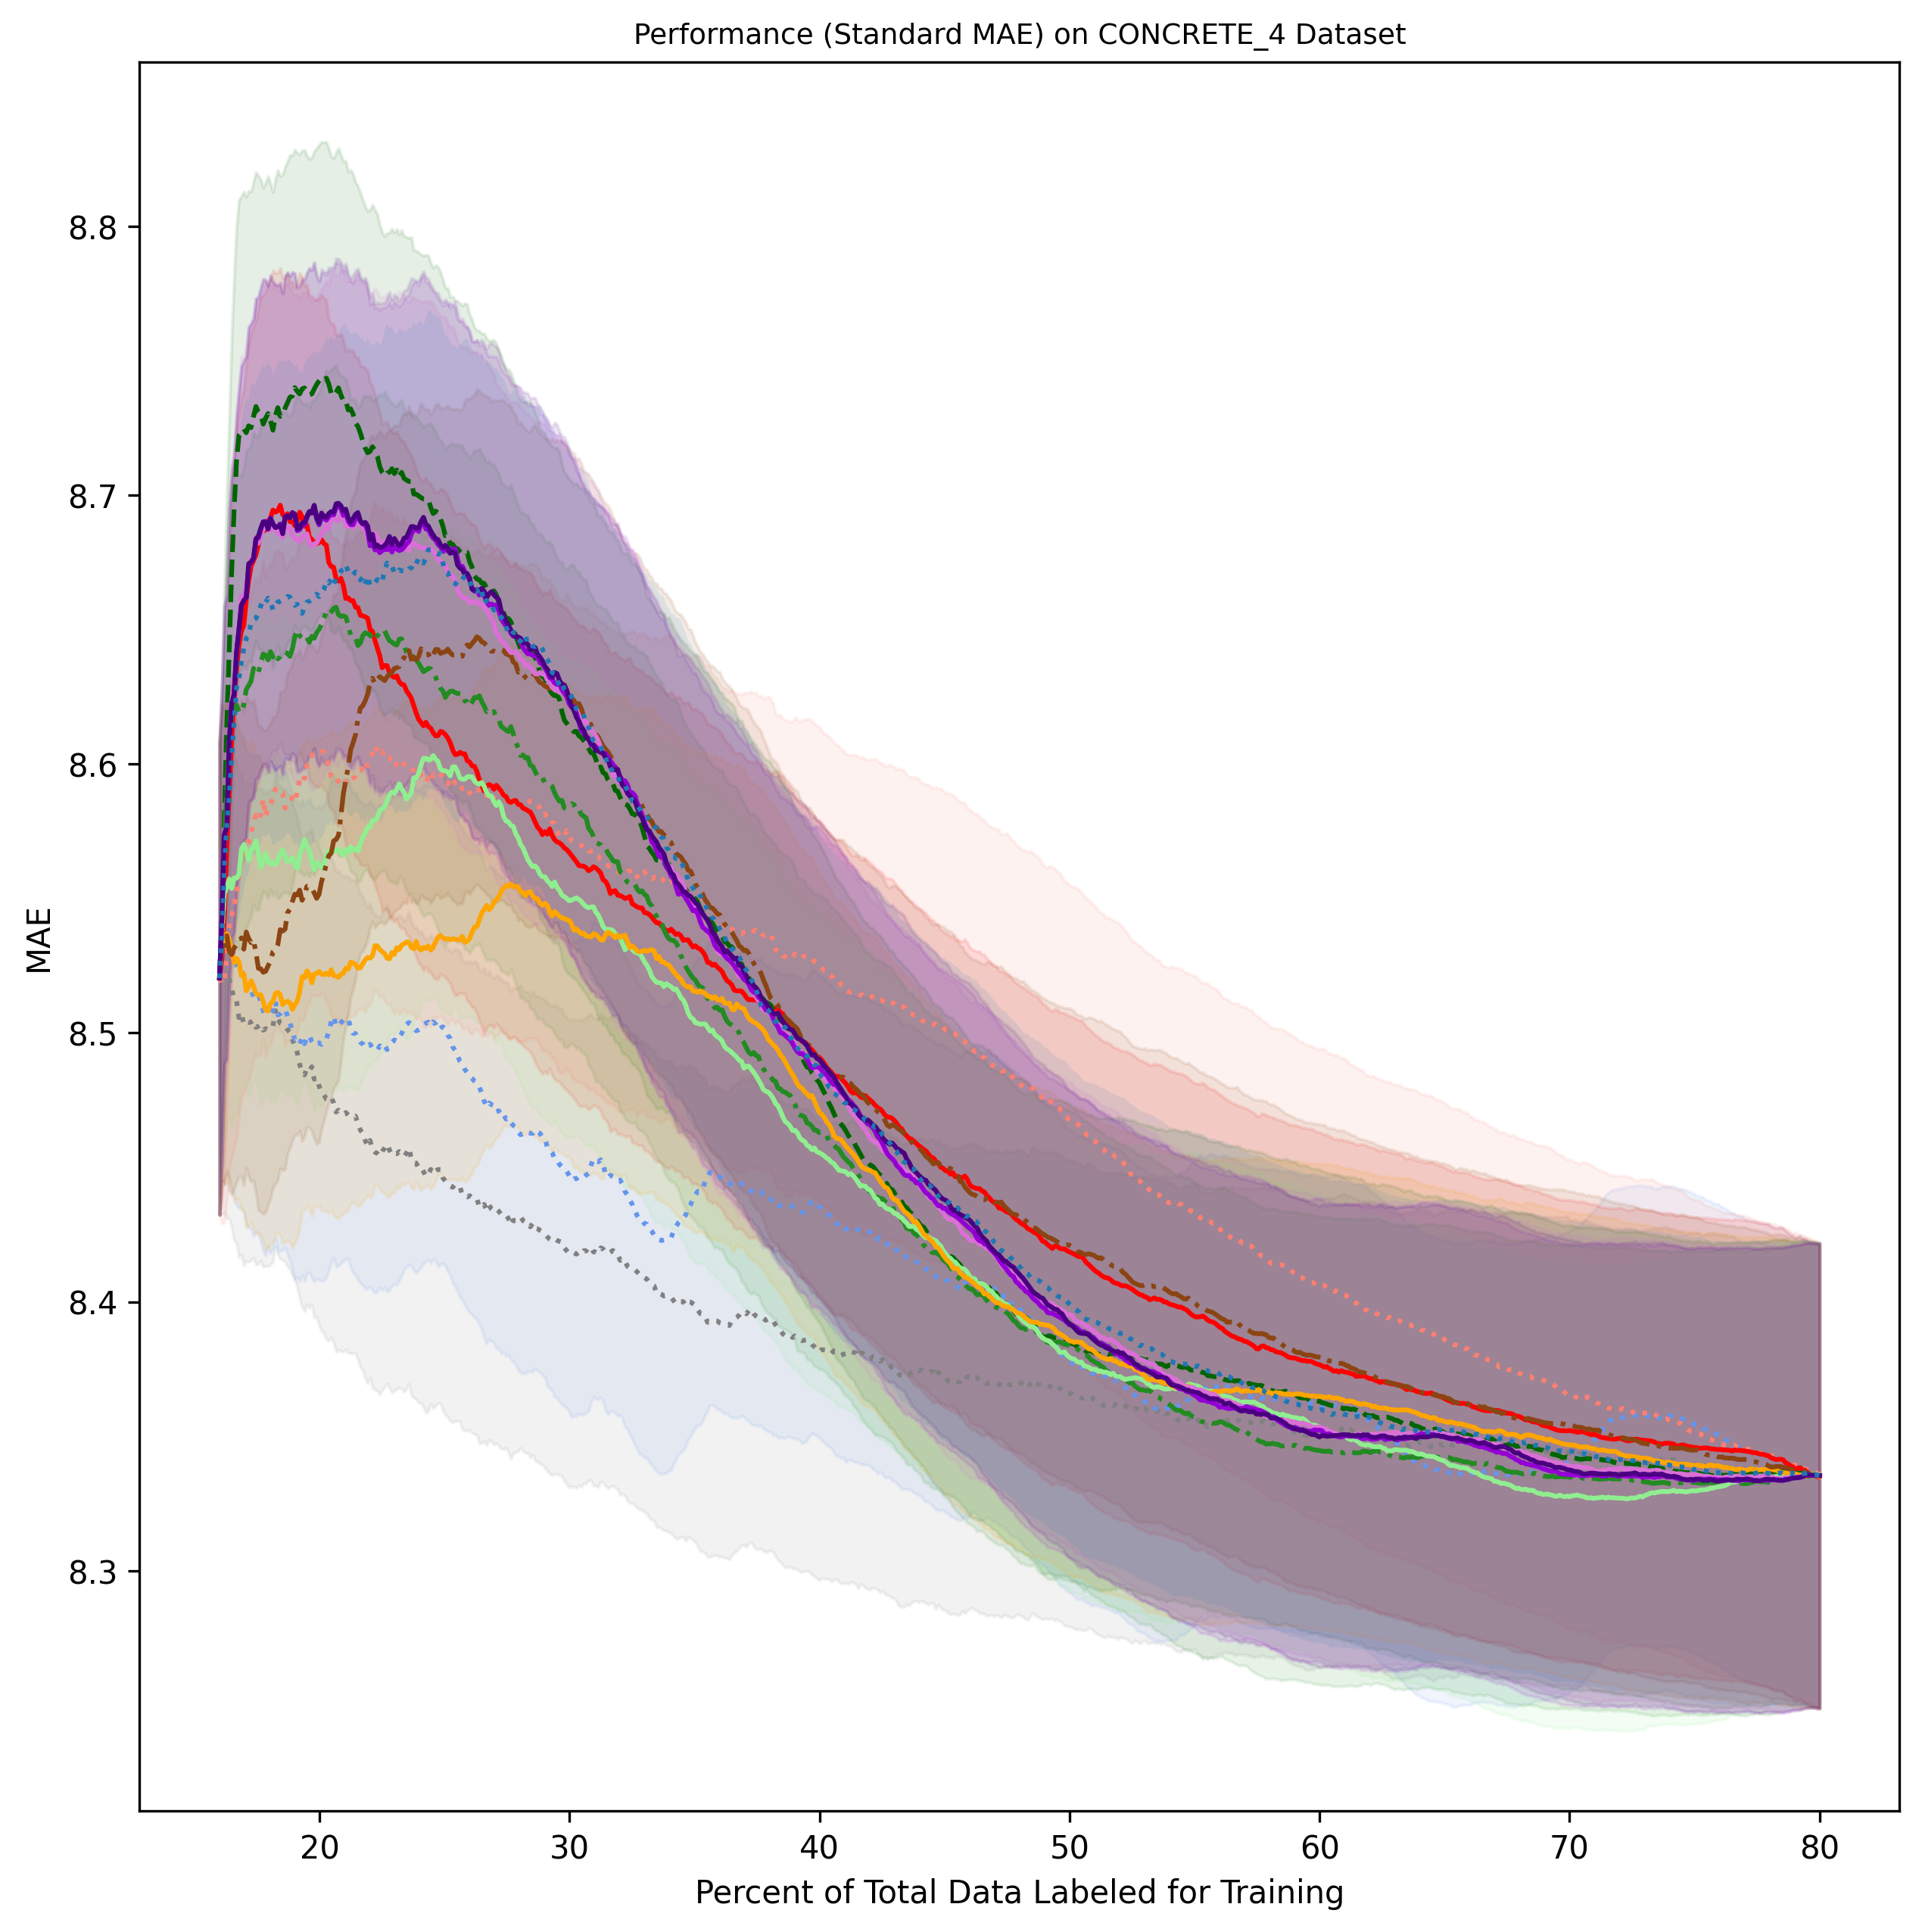 Performance (Standard MAE) on CONCRETE_4 Dataset
8.8
8.7
8.6
8.5
8.4
8.3
MAE
20 30 40 50 60 70 80
Percent of Total Data Labeled for Training